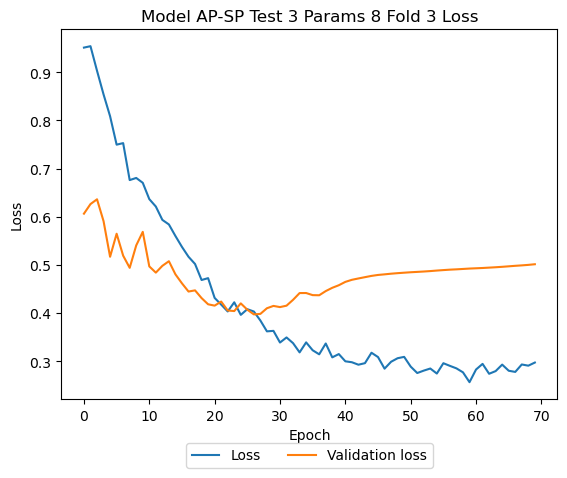 Model AP-SP Test 3 Params 8 Fold 3 Loss
Loss
0.9
0.8
0.7
0.6
0.5
0.4
0.3
0 10 20 30 40 50 60 70
Epoch
Loss Validation loss